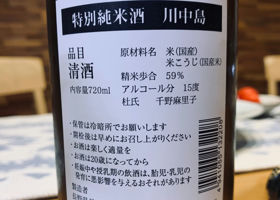 特別純米酒 川中島
品目 原材料名 米(国産)
清酒 米こうじ(国産米)
精米歩合 59%
内容量720ml アルコール分 15度
杜氏 千野麻里子
・保管は冷暗所でお願いします
・開栓後は早めにお召し上がりください
・お酒は楽しく適量を
・お酒は20歳になってから
・妊娠中や授乳期の飲酒は、胎児・乳児の
発育に悪影響を与えるおそれがあります
製造者